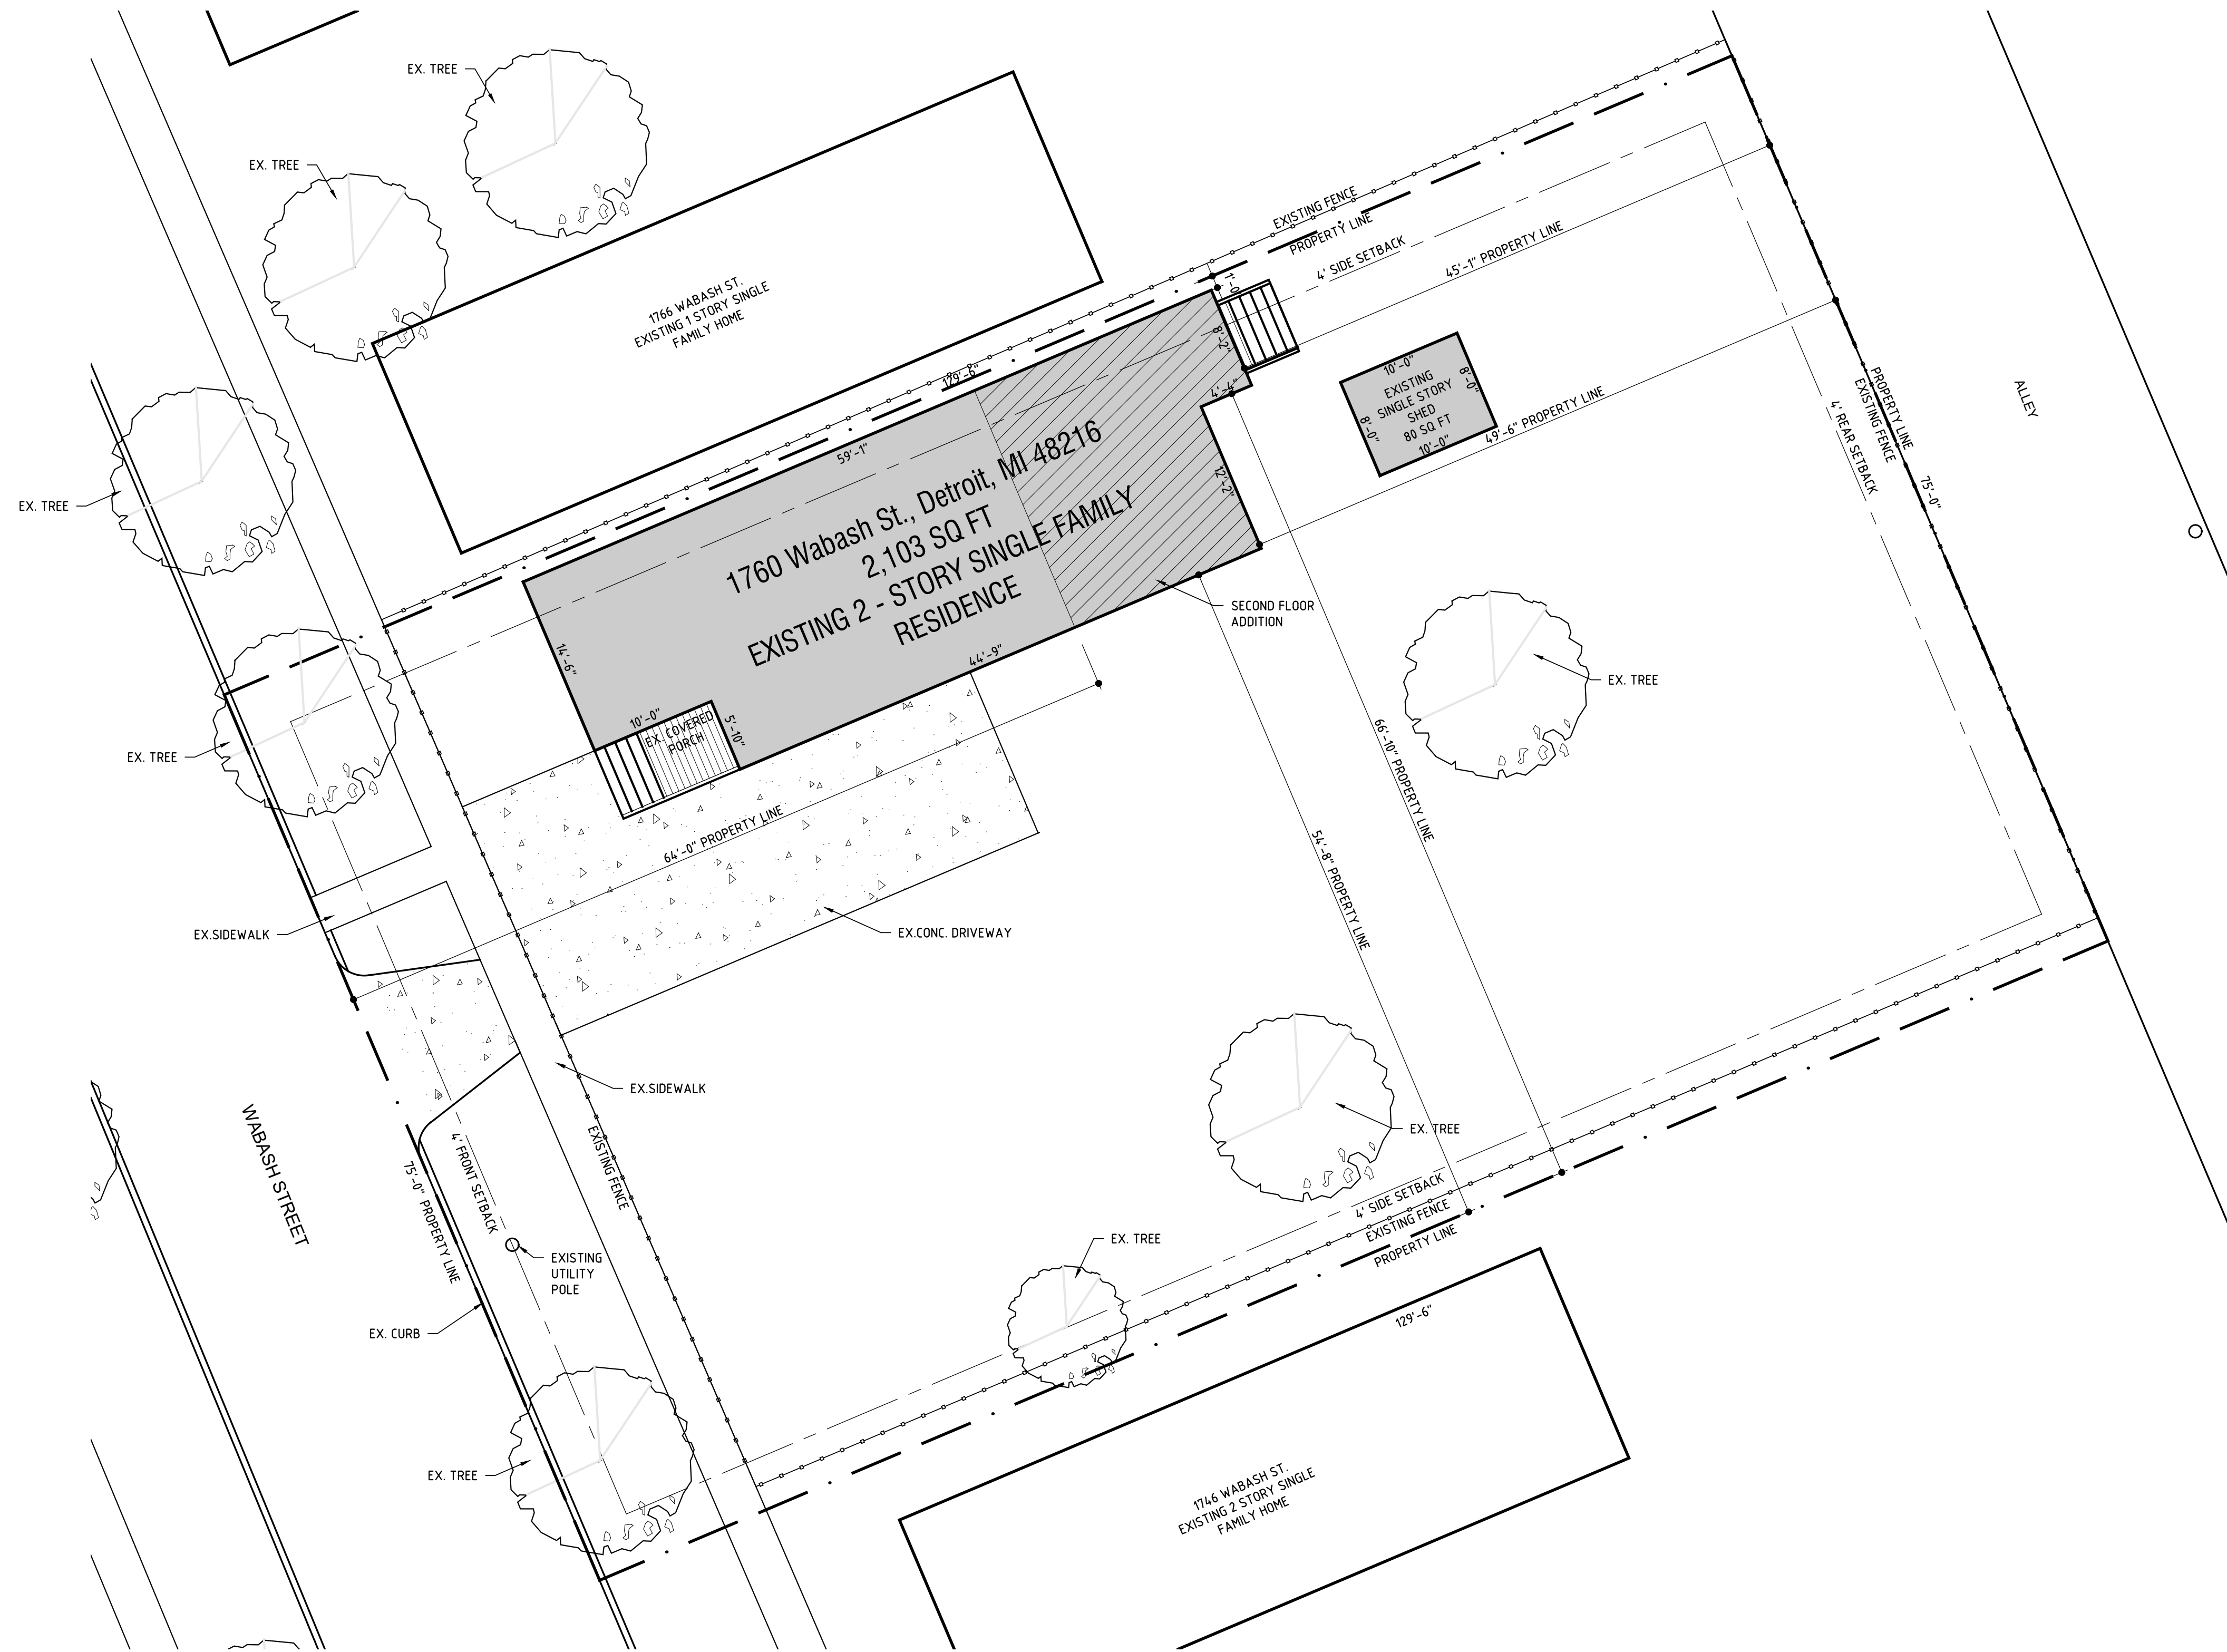 EX. TREE
EX. TREE
EXISTING FENCE
PROPERTY LINE
4' SIDE SETBACK
45'-1" PROPERTY LINE
1766 WABASH ST.
EXISTING 1 STORY SINGLE
FAMILY HOME
1'-0"
8'-2"
4'-4"
129'-6"
59'-1"
10'-0"
8'-0"
EXISTING
SINGLE STORY
SHED
80 SQ FT
8'-0"
10'-0"
49'-6" PROPERTY LINE
4' REAR SETBACK
PROPERTY LINE
EXISTING FENCE
75'-0"
ALLEY
EX. TREE
1760 Wabash St., Detroit, MI 48216
2,103 SQ FT
EXISTING 2 - STORY SINGLE FAMILY
RESIDENCE
12'-2"
14'-6"
44'-9"
SECOND FLOOR
ADDITION
EX. TREE
10'-0"
EX. COVERED
PORCH
5'-10"
EX. TREE
66'-10" PROPERTY LINE
54'-8" PROPERTY LINE
64'-0" PROPERTY LINE
EX.SIDEWALK
EX.CONC. DRIVEWAY
EX.SIDEWALK
EX. TREE
WABASH STREET
75'-0" PROPERTY LINE
4' FRONT SETBACK
EXISTING FENCE
4' SIDE SETBACK
EXISTING FENCE
PROPERTY LINE
EX. TREE
EXISTING
UTILITY
POLE
EX. CURB
129'-6"
EX. TREE
1746 WABASH ST.
EXISTING 2 STORY SINGLE
FAMILY HOME